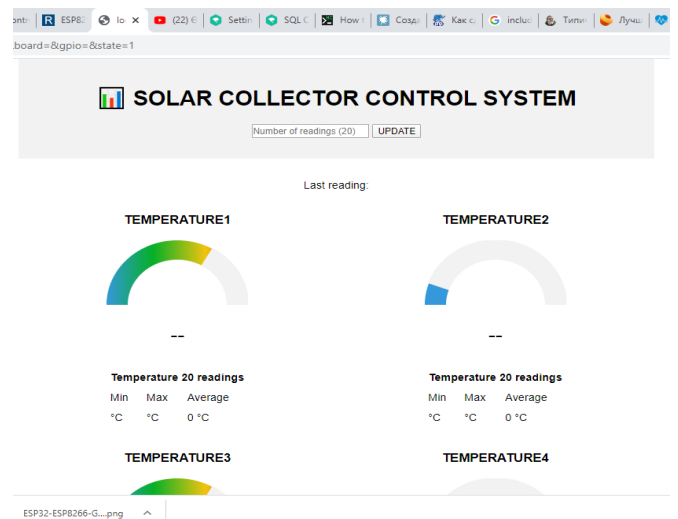 ESP8:
lo
(22) Є
Settin
SQL C
How t
Созда
Как с,
includ
Типич
Лучш
.board=&gpio=&state=1
SOLAR COLLECTOR CONTROL SYSTEM
Number of readings (20) UPDATE
Last reading:
TEMPERATURE1 TEMPERATURE2
-- --
Temperature 20 readings Temperature 20 readings
Min Max Average Min Max Average
°C °C 0 °C °C °C 0 °C
TEMPERATURE3 TEMPERATURE4
ESP32-ESP8266-G....png